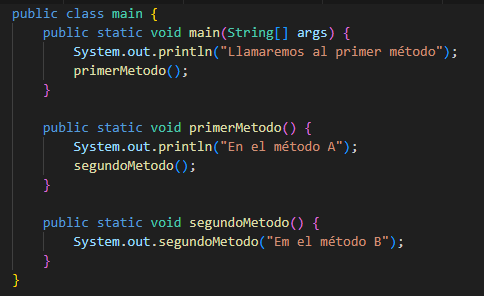 public class main {
    public static void main(String[] args) {
        System.out.println("Llamaremos al primer método");
        primerMetodo();
    }

    public static void primerMetodo() {
        System.out.println("En el método A");
        segundoMetodo();
    }

    public static void segundoMetodo() {
        System.out.segundoMetodo("Em el método B");
    }
}